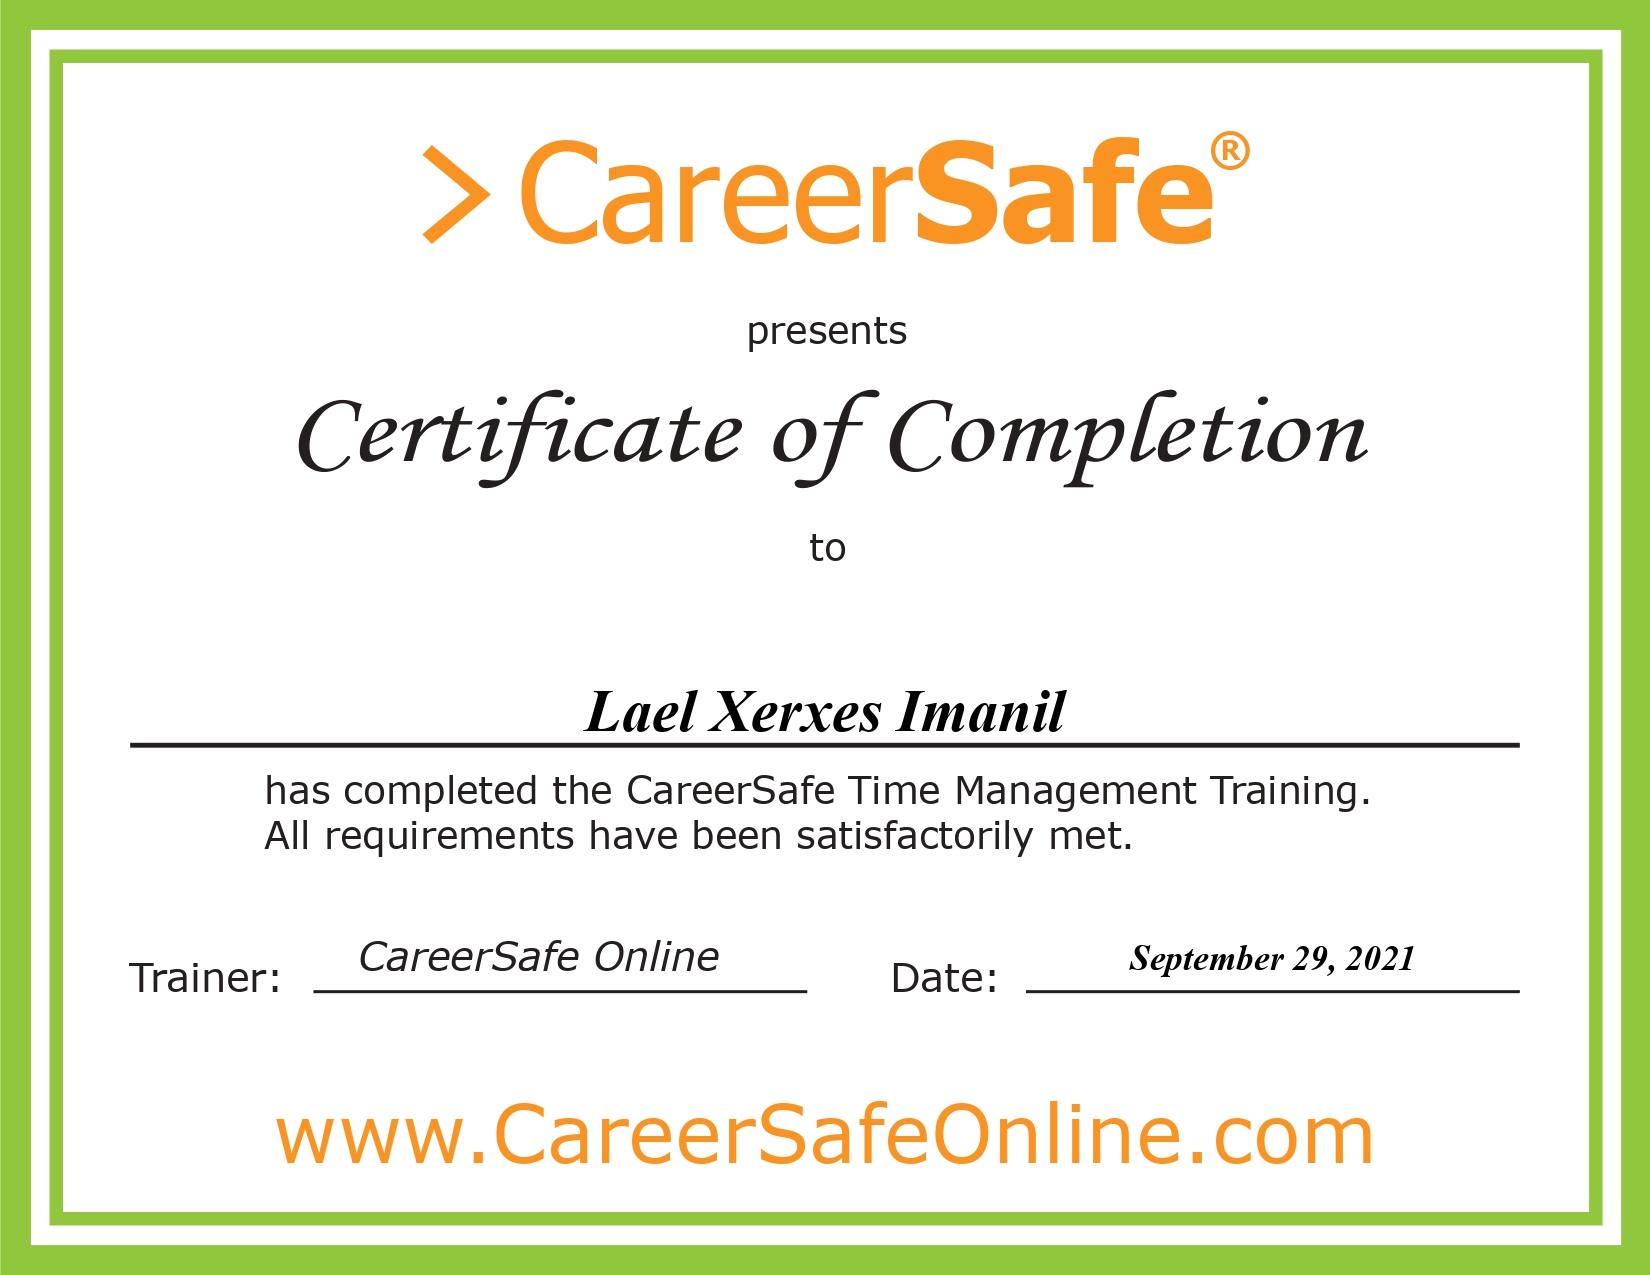 > CareerSafe®
presents
Certificate of Completion
to
Lael Xerxes Imanil
has completed the CareerSafe Time Management Training.
All requirements have been satisfactorily met.
Trainer: CareerSafe Online Date: September 29, 2021
www.CareerSafeOnline.com